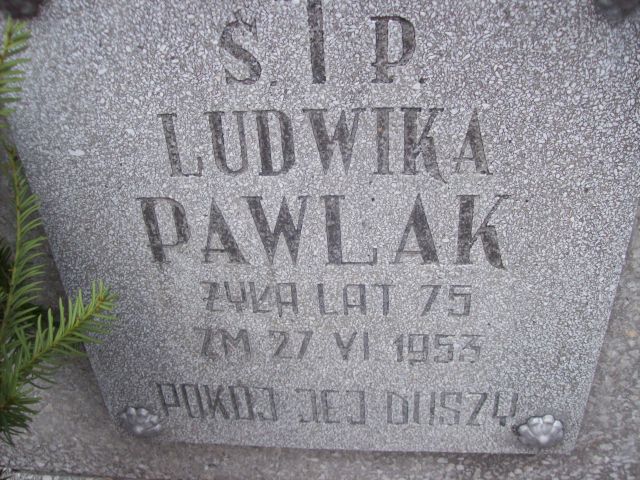 Ś. P.
LUDWIKA
PAWLAK
ŻYŁA LAT 75
ZM 27 VI 1953
POKÓJ JEJ DUSZY